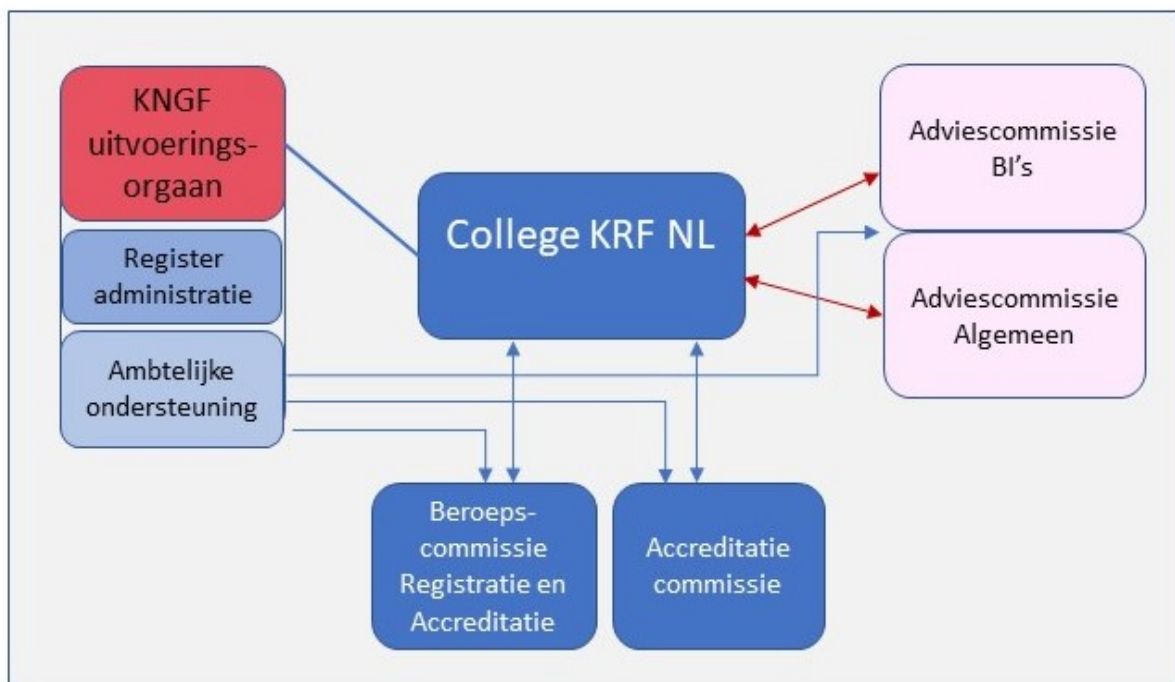 KNGF
uitvoerings-
orgaan
Register
administratie
Ambtelijke
ondersteuning
College KRF NL
Adviescommissie
BI's
Adviescommissie
Algemeen
Beroeps-
commissie
Registratie en
Accreditatie
Accreditatie
commissie